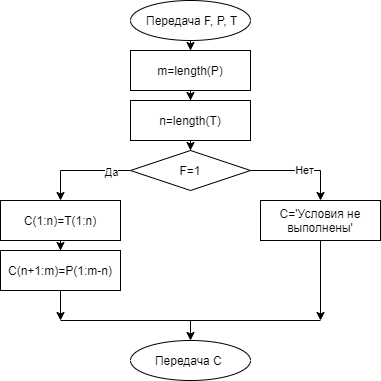 Передача F, P, T
m=length(P)
n=length(T)
F=1
Да
Нет
C(1:n)=T(1:n)
C='Условия не
выполнены'
C(n+1:m)=P(1:m-n)
Передача C